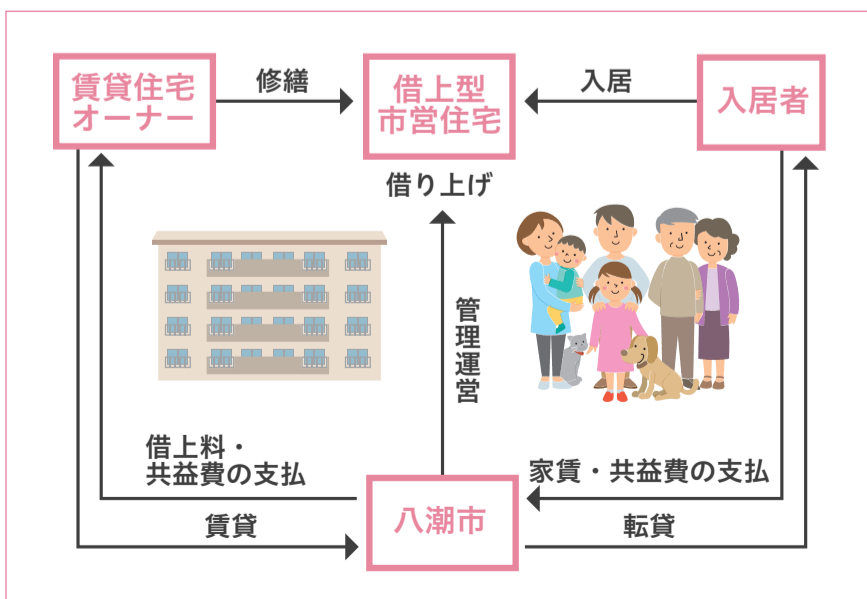 賃貸住宅
オーナー
修繕
借上型
市営住宅
入居
入居者
借り上げ
管理運営
借上料・
共益費の支払
家賃・共益費の支払
八潮市
賃貸
転貸